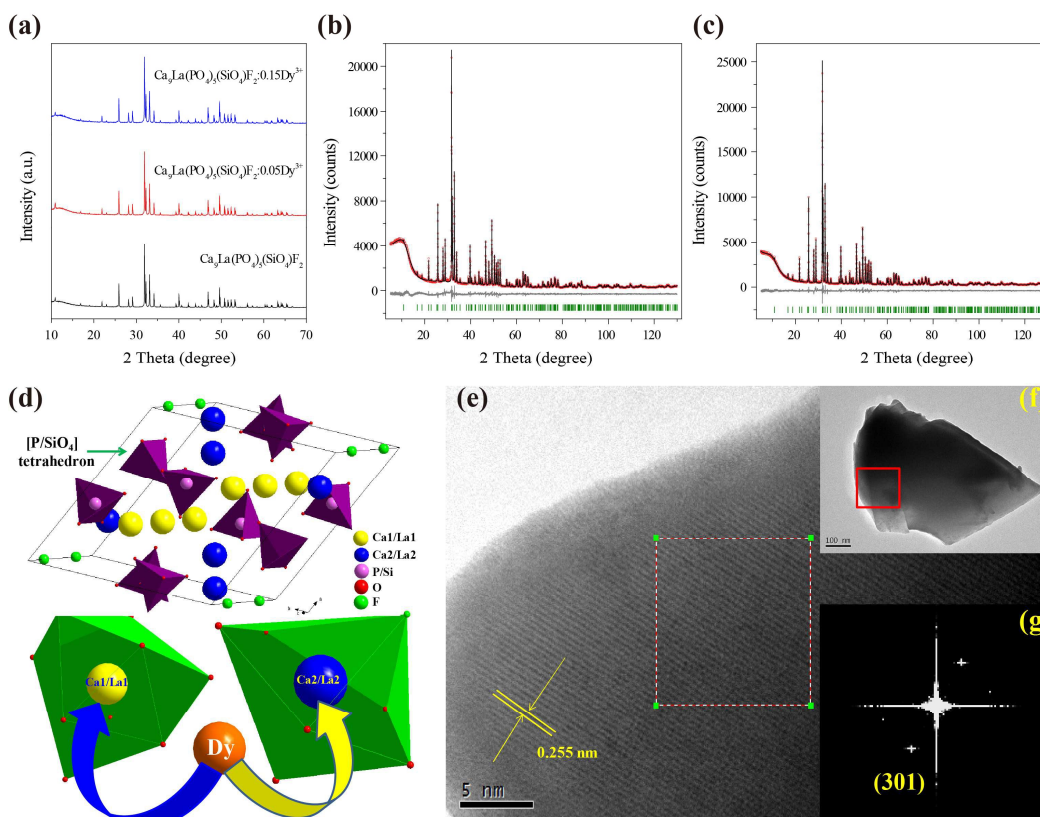 (a)
Ca9La(PO4)5(SiO4)F2:0.15Dy3+
Ca9La(PO4)5(SiO4)F2:0.05Dy3+
Ca9La(PO4)5(SiO4)F2
Intensity (a.u.)
10 20 30 40 50 60 70
2 Theta (degree)
(b)
20000
16000
12000
8000
4000
0
Intensity (counts)
20 40 60 80 100 120
2 Theta (degree)
(c)
25000
20000
15000
10000
5000
0
Intensity (counts)
20 40 60 80 100 120
2 Theta (degree)
(d)
[P/SiO4]
tetrahedron
Ca1/La1
Ca2/La2
P/Si
O
F
Ca1/La1
Ca2/La2
Dy
(e)
0.255 nm
5 nm
(f)
100 nm
(g)
(301)